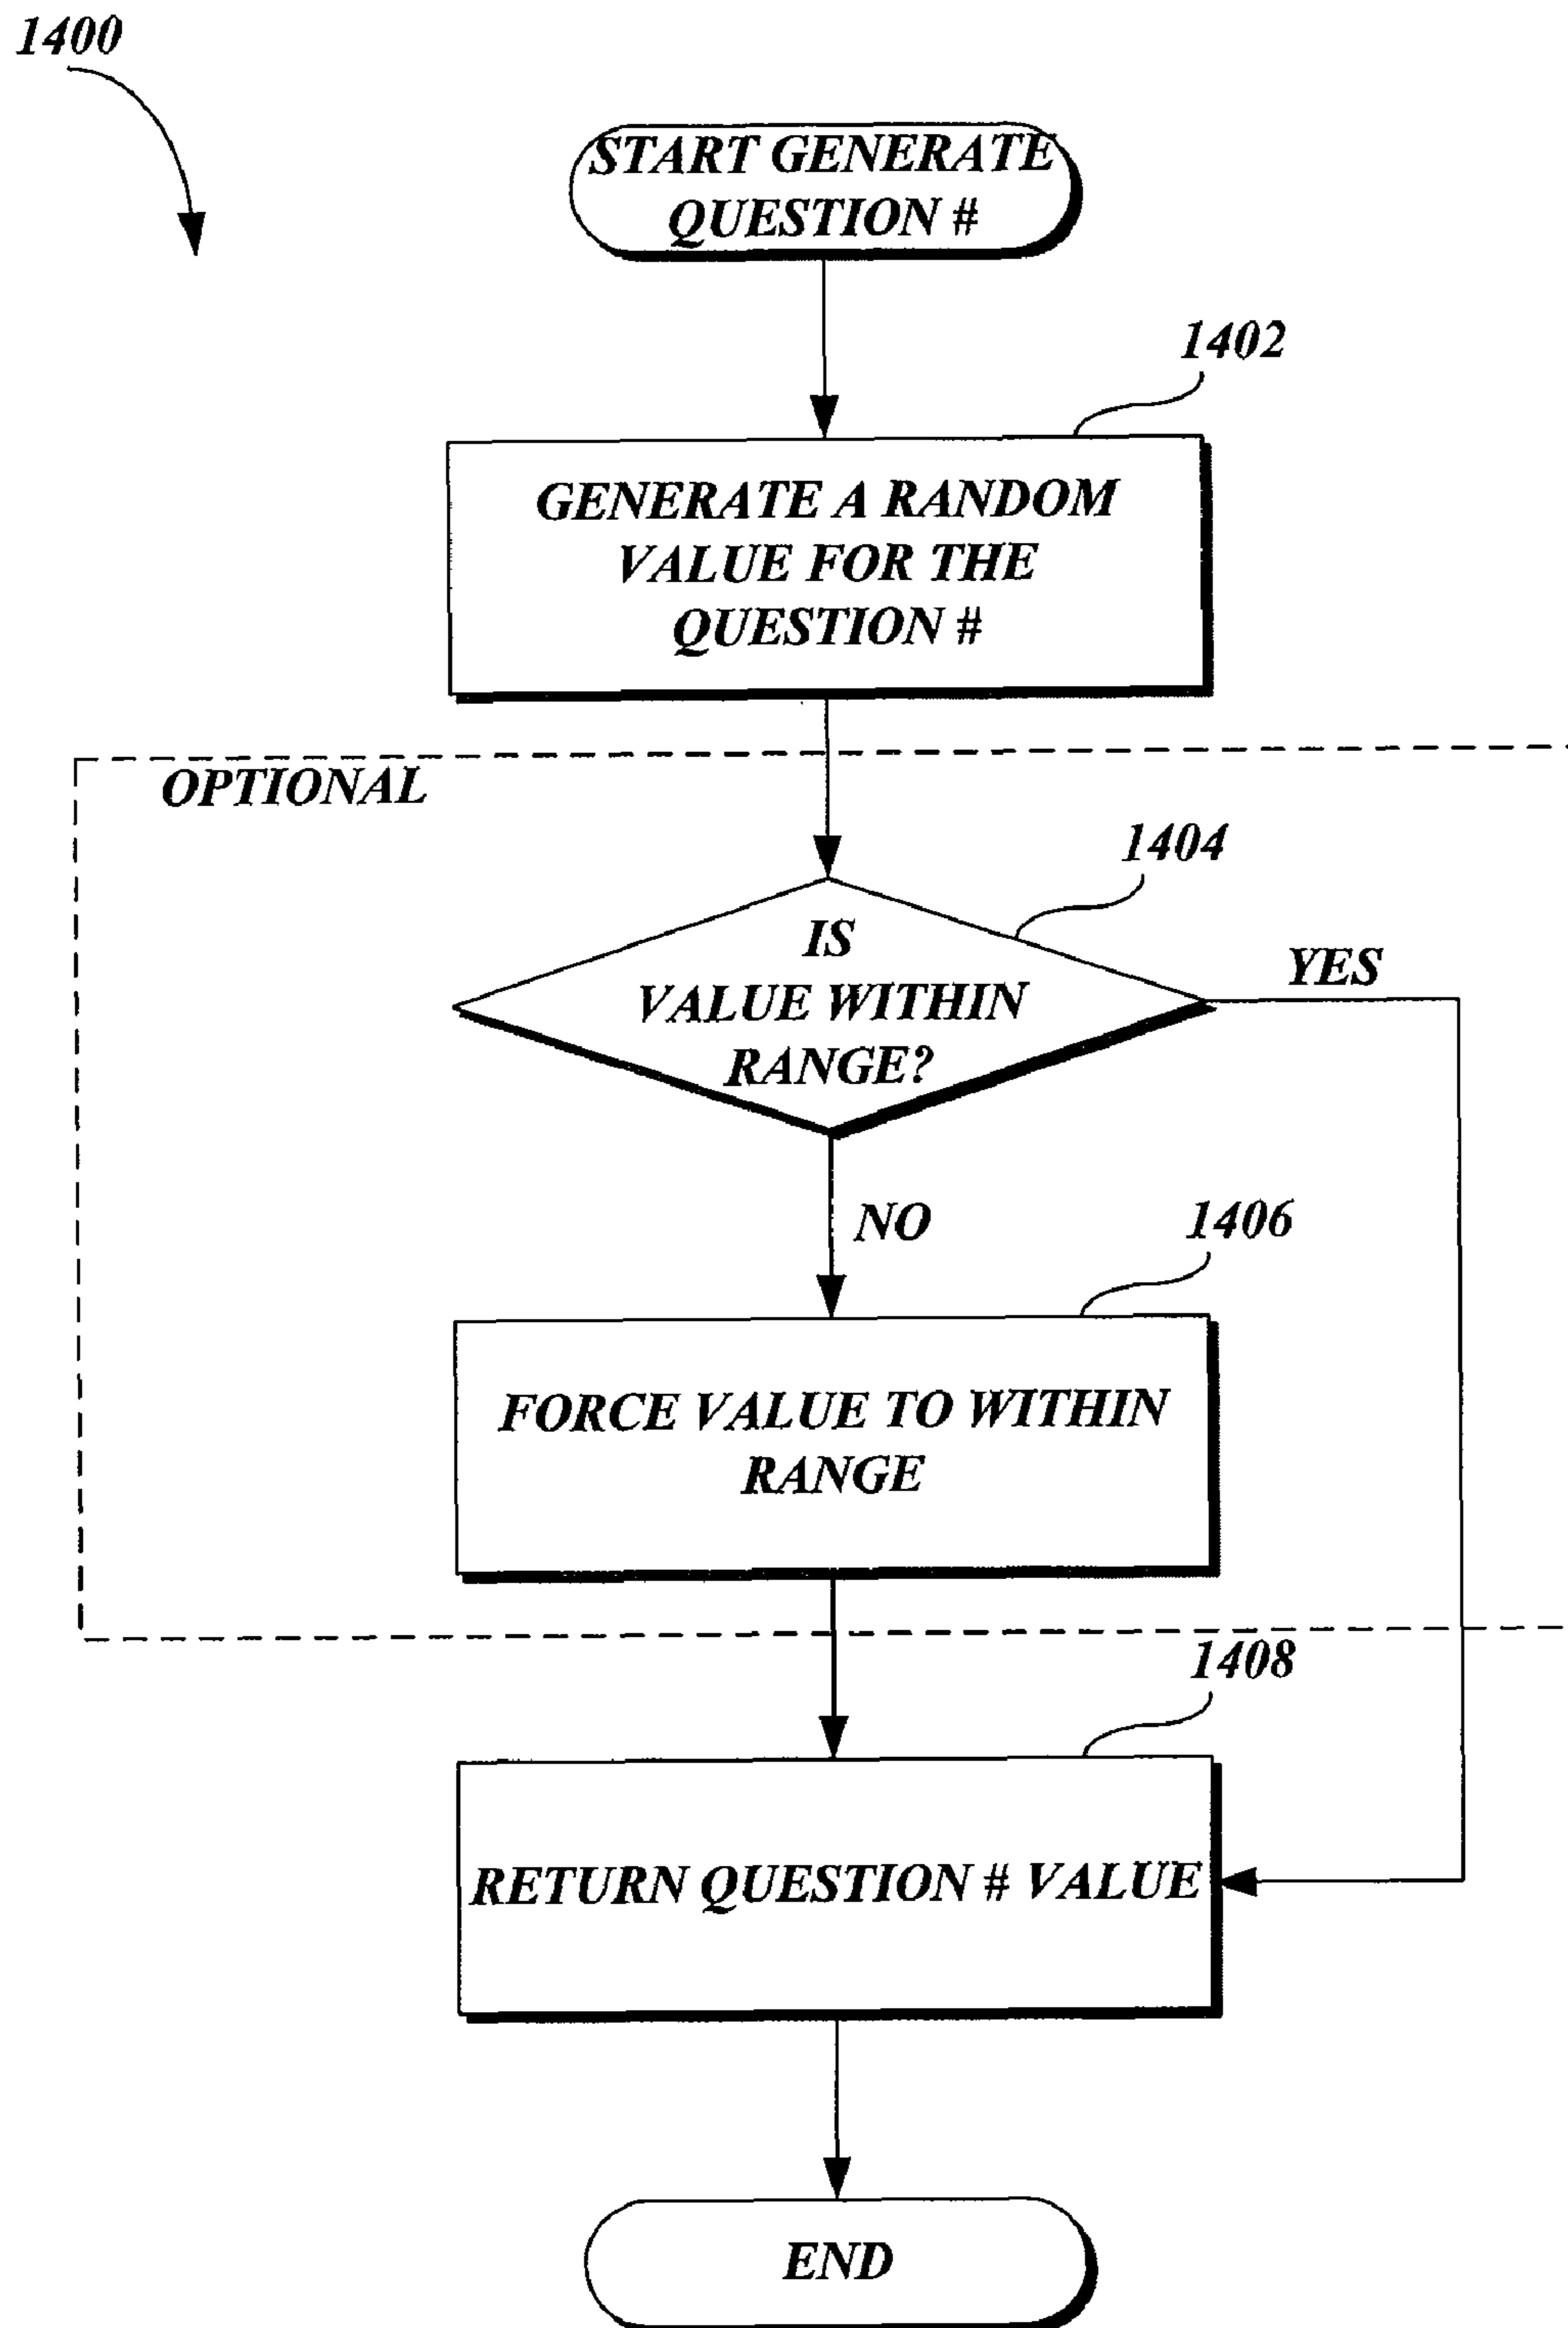 1400
START GENERATE
QUESTION #
1402
GENERATE A RANDOM
VALUE FOR THE
QUESTION #
OPTIONAL
1404
IS
VALUE WITHIN
RANGE?
YES
NO
1406
FORCE VALUE TO WITHIN
RANGE
1408
RETURN QUESTION # VALUE
END